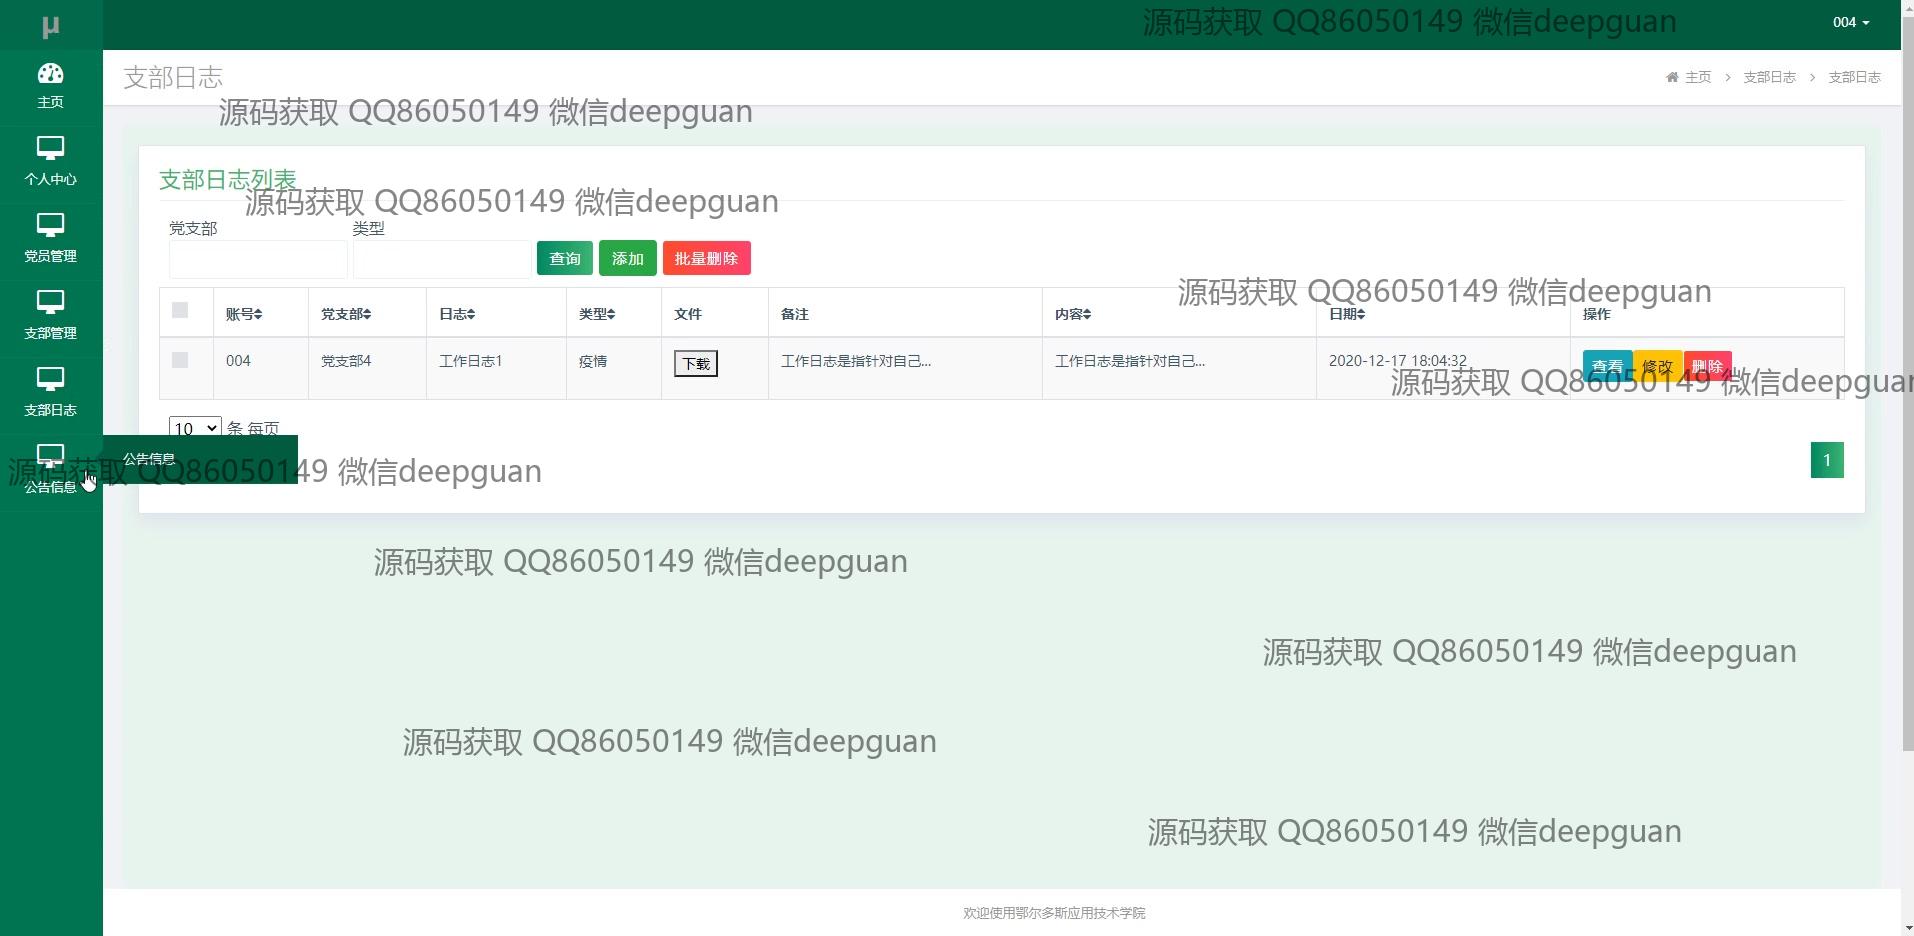 μ
源码获取 QQ86050149 微信deepguan
004
主页
支部日志
主页 > 支部日志 > 支部日志
源码获取 QQ86050149 微信deepguan
个人中心
支部日志列表
源码获取 QQ86050149 微信deepguan
党员管理
党支部 类型
查询 添加 批量删除
源码获取 QQ86050149 微信deepguan
账号 党支部 日志 类型 文件 备注 内容 日期 操作
支部管理
004 党支部4 工作日志1 疫情 下载 工作日志是指针对自己... 工作日志是指针对自己... 2020-12-17 18:04:32 查看 修改 删除
源码获取 QQ86050149 微信deepguan
支部日志
10 条 每页
公告信息
1
源码获取 QQ86050149 微信deepguan
公告信息
源码获取 QQ86050149 微信deepguan
源码获取 QQ86050149 微信deepguan
源码获取 QQ86050149 微信deepguan
源码获取 QQ86050149 微信deepguan
欢迎使用鄂尔多斯应用技术学院